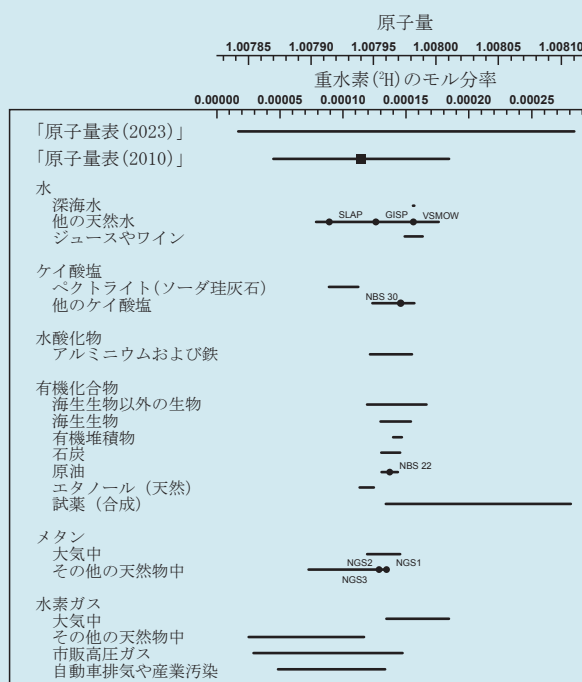 原子量
1.00785 1.00790 1.00795 1.00800 1.00805 1.00810
重水素(²H)のモル分率
0.00000 0.00005 0.00010 0.00015 0.00020 0.00025
「原子量表(2023)」
「原子量表(2010)」
水
深海水
他の天然水 SLAP GISP VSMOW
ジュースやワイン
ケイ酸塩
ペクトライト(ソーダ珪灰石)
他のケイ酸塩 NBS 30
水酸化物
アルミニウムおよび鉄
有機化合物
海生生物以外の生物
海生生物
有機堆積物
石炭
原油 NBS 22
エタノール (天然)
試薬 (合成)
メタン
大気中
その他の天然物中 NGS2 NGS1
NGS3
水素ガス
大気中
その他の天然物中
市販高圧ガス
自動車排気や産業汚染